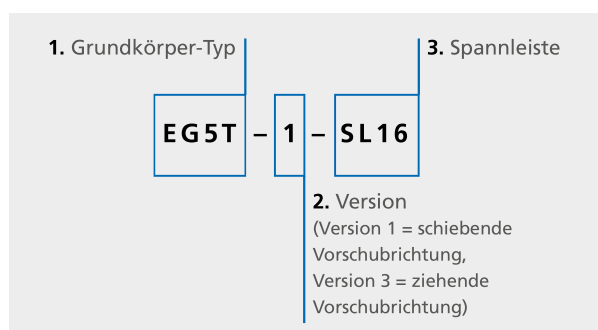 1. Grundkörper-Typ
3. Spannleiste
EG5T – 1 – SL16
2. Version
(Version 1 = schiebende
Vorschubrichtung,
Version 3 = ziehende
Vorschubrichtung)